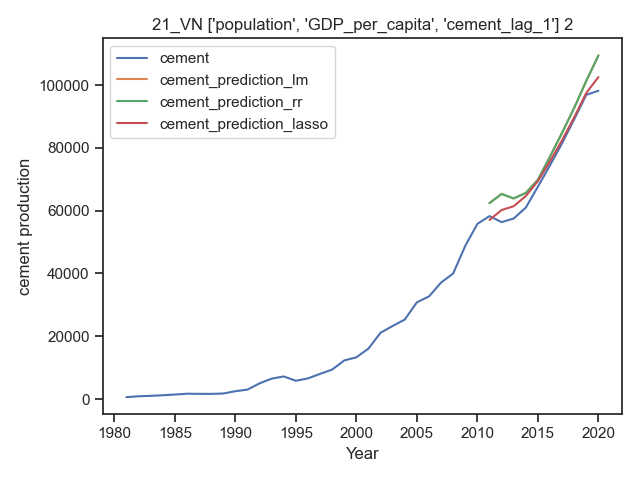 21_VN ['population', 'GDP_per_capita', 'cement_lag_1'] 2
cement
cement_prediction_lm
cement_prediction_rr
cement_prediction_lasso
100000
80000
60000
40000
20000
0
cement production
1980 1985 1990 1995 2000 2005 2010 2015 2020
Year